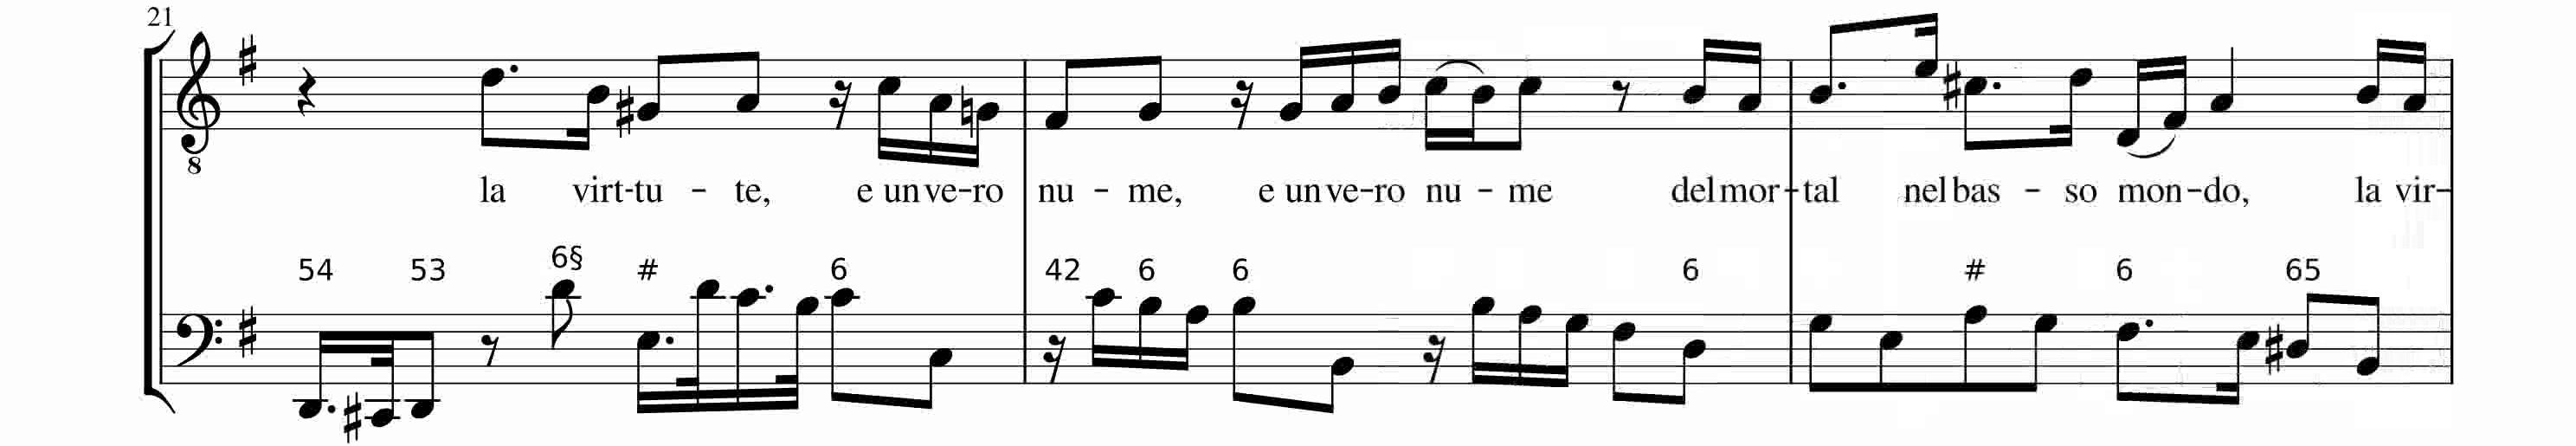 21
8
la virt-tu - te, e un ve-ro nu - me, e un ve-ro nu - me del mor-tal nel bas - so mon-do, la vir-
54 53 6§ # 6 42 6 6 6 # 6 65